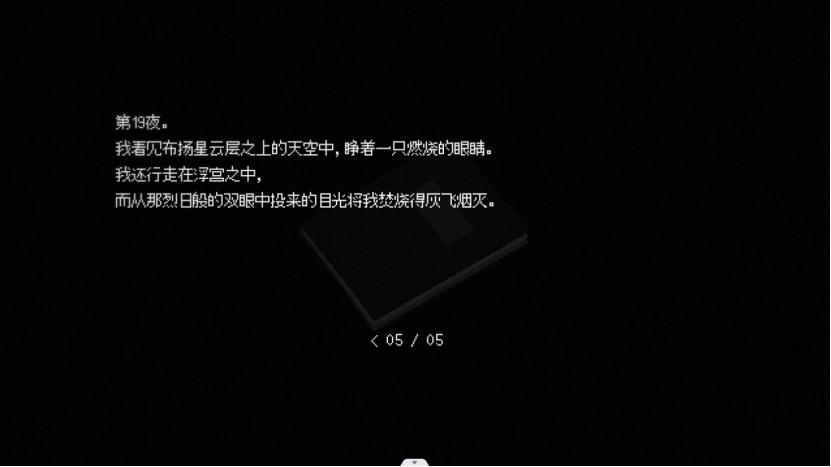 第19夜。
我看见布扬星云层之上的天空中,睁着一只燃烧的眼睛。
我还行走在浮宫之中,
而从那烈日般的双眼中投来的目光将我焚烧得灰飞烟灭。
< 05 / 05